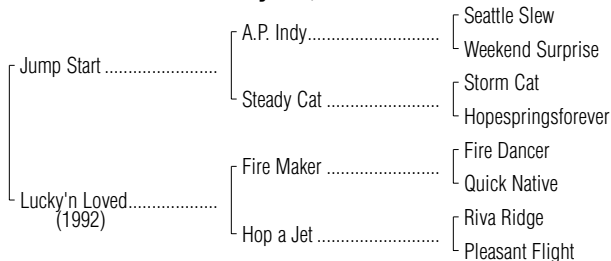 Seattle Slew
A.P. Indy..............................
Weekend Surprise
Jump Start .........................
Storm Cat
Steady Cat .........................
Hopespringsforever
Fire Dancer
Fire Maker .........................
Quick Native
Lucky'n Loved....................
(1992)
Riva Ridge
Hop a Jet ...........................
Pleasant Flight